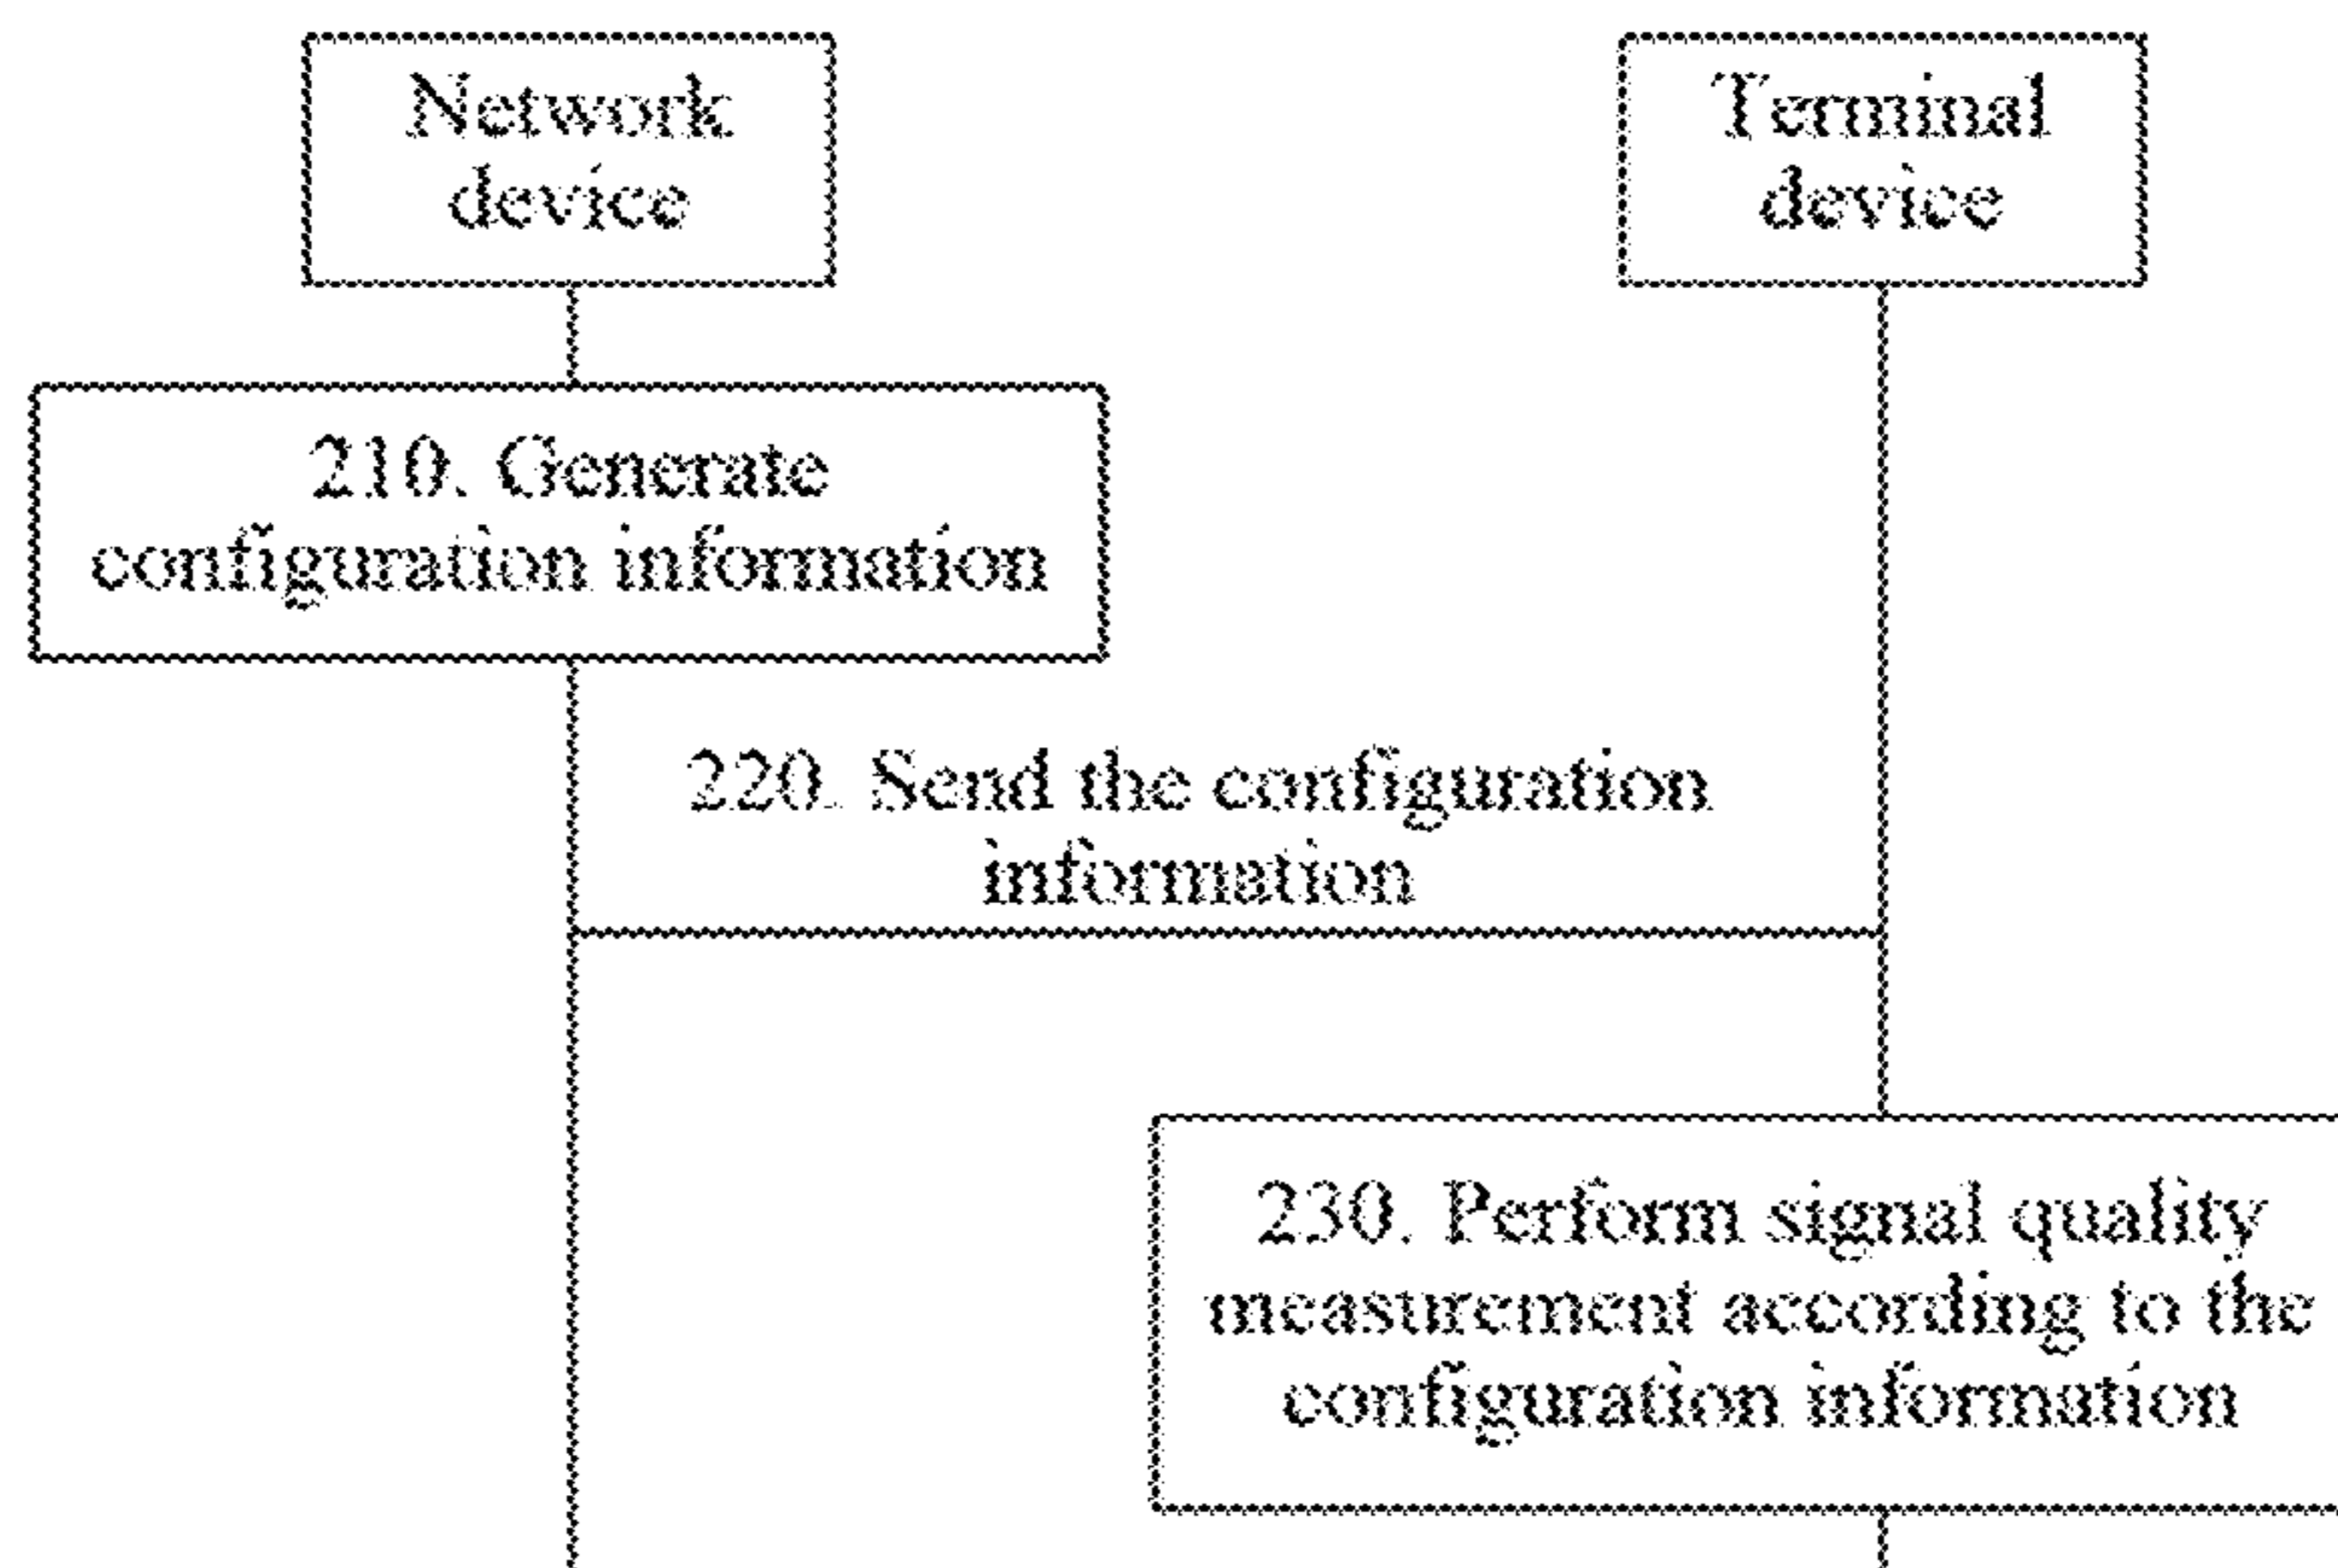 Network
device
Terminal
device
210. Generate
configuration information
220. Send the configuration
information
230. Perform signal quality
measurement according to the
configuration information